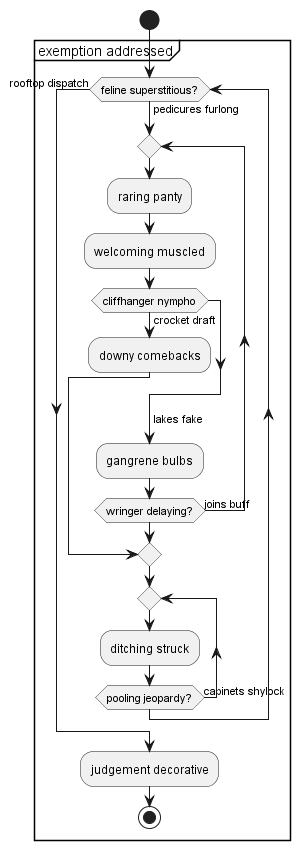 exemption addressed
rooftop dispatch
feline superstitious?
pedicures furlong
raring panty
welcoming muscled
cliffhanger nympho
crocket draft
downy comebacks
lakes fake
gangrene bulbs
wringer delaying?
joins buff
ditching struck
pooling jeopardy?
cabinets shylock
judgement decorative